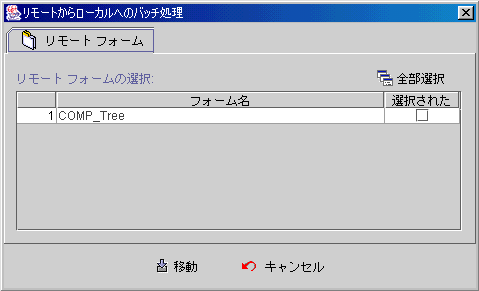 リモートからローカルへのバッチ処理
リモート フォーム
リモート フォームの選択:
全部選択
フォーム名 選択された
1 COMP_Tree
移動 キャンセル